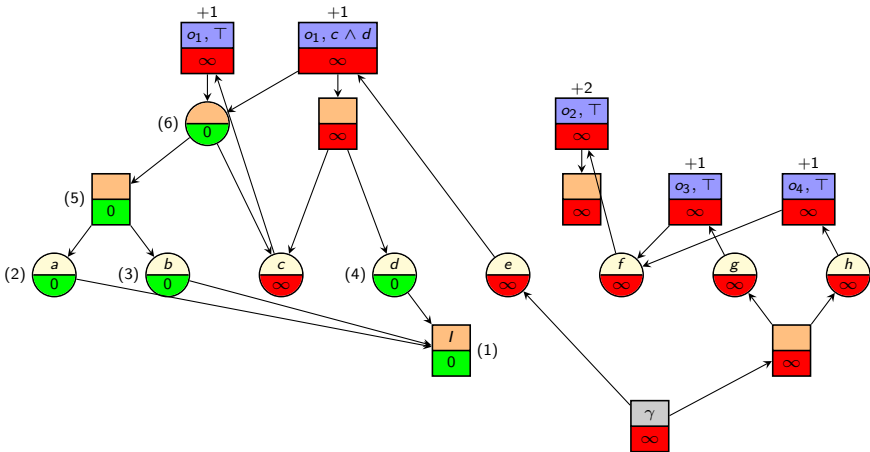 +1 +1
o₁, ⊤ o₁, c ∧ d
∞ ∞
+2
(6) 0 ∞ o₂, ⊤
∞
+1 +1
(5) 0 ∞ o₃, ⊤ o₄, ⊤
∞ ∞
(2) a (3) b c (4) d e f g h
0 0 ∞ 0 ∞ ∞ ∞ ∞
I (1)
0 ∞
γ
∞